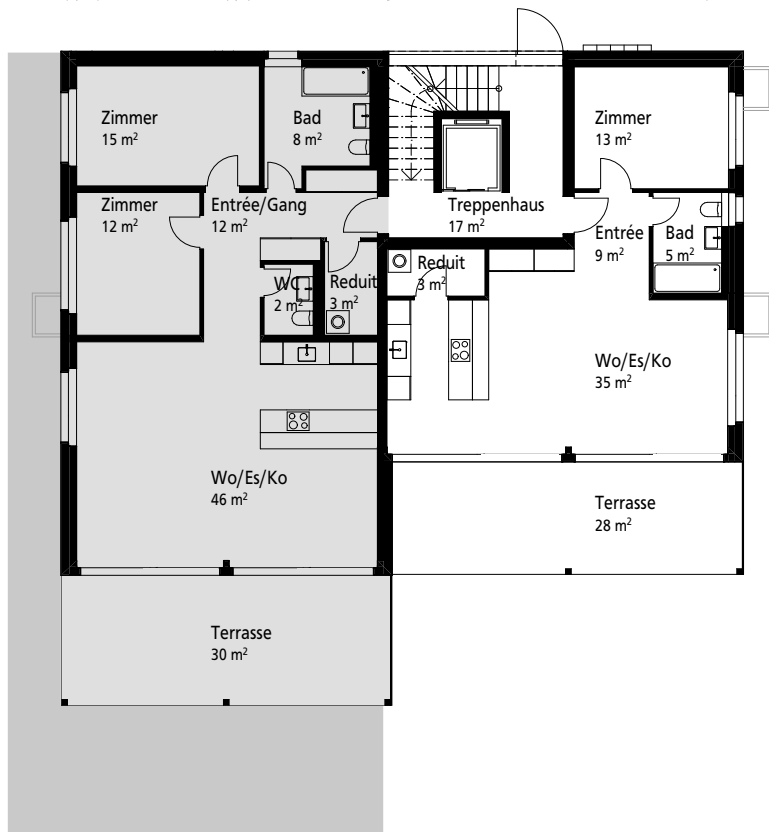 Zimmer
15 m²
Bad
8 m²
Zimmer
13 m²
Zimmer
12 m²
Entrée/Gang
12 m²
Treppenhaus
17 m²
Entrée
9 m²
Bad
5 m²
WC
2 m²
Reduit
3 m²
Reduit
3 m²
Wo/Es/Ko
35 m²
Wo/Es/Ko
46 m²
Terrasse
28 m²
Terrasse
30 m²